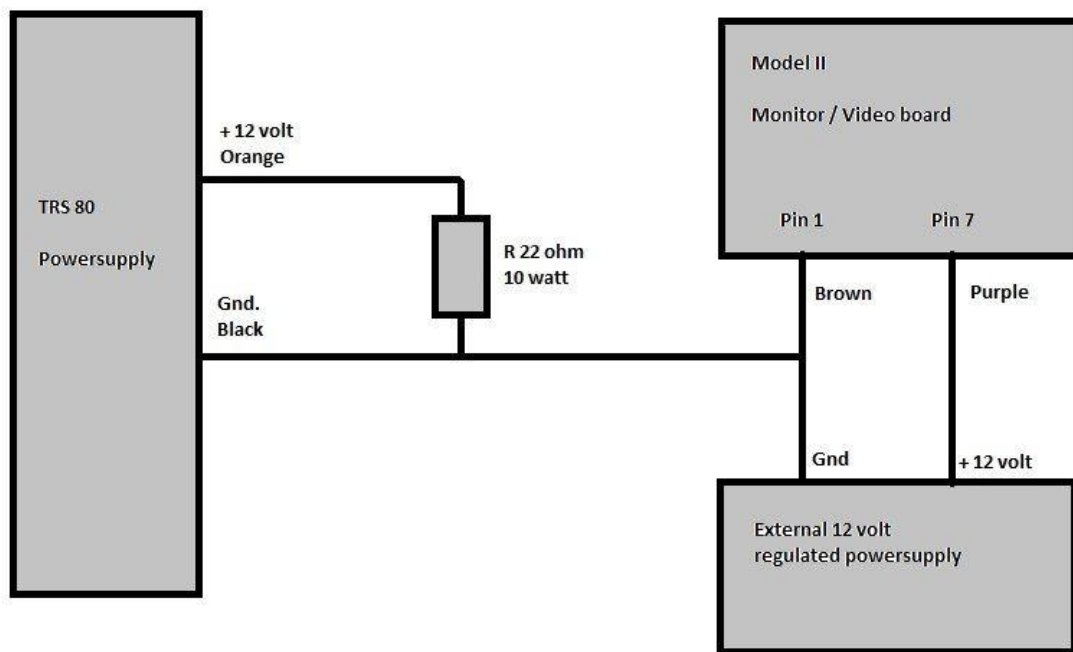 Model II
Monitor / Video board
+ 12 volt
Orange
TRS 80
Powersupply
Pin 1
Pin 7
R 22 ohm
10 watt
Gnd.
Black
Brown
Purple
Gnd
+ 12 volt
External 12 volt
regulated powersupply